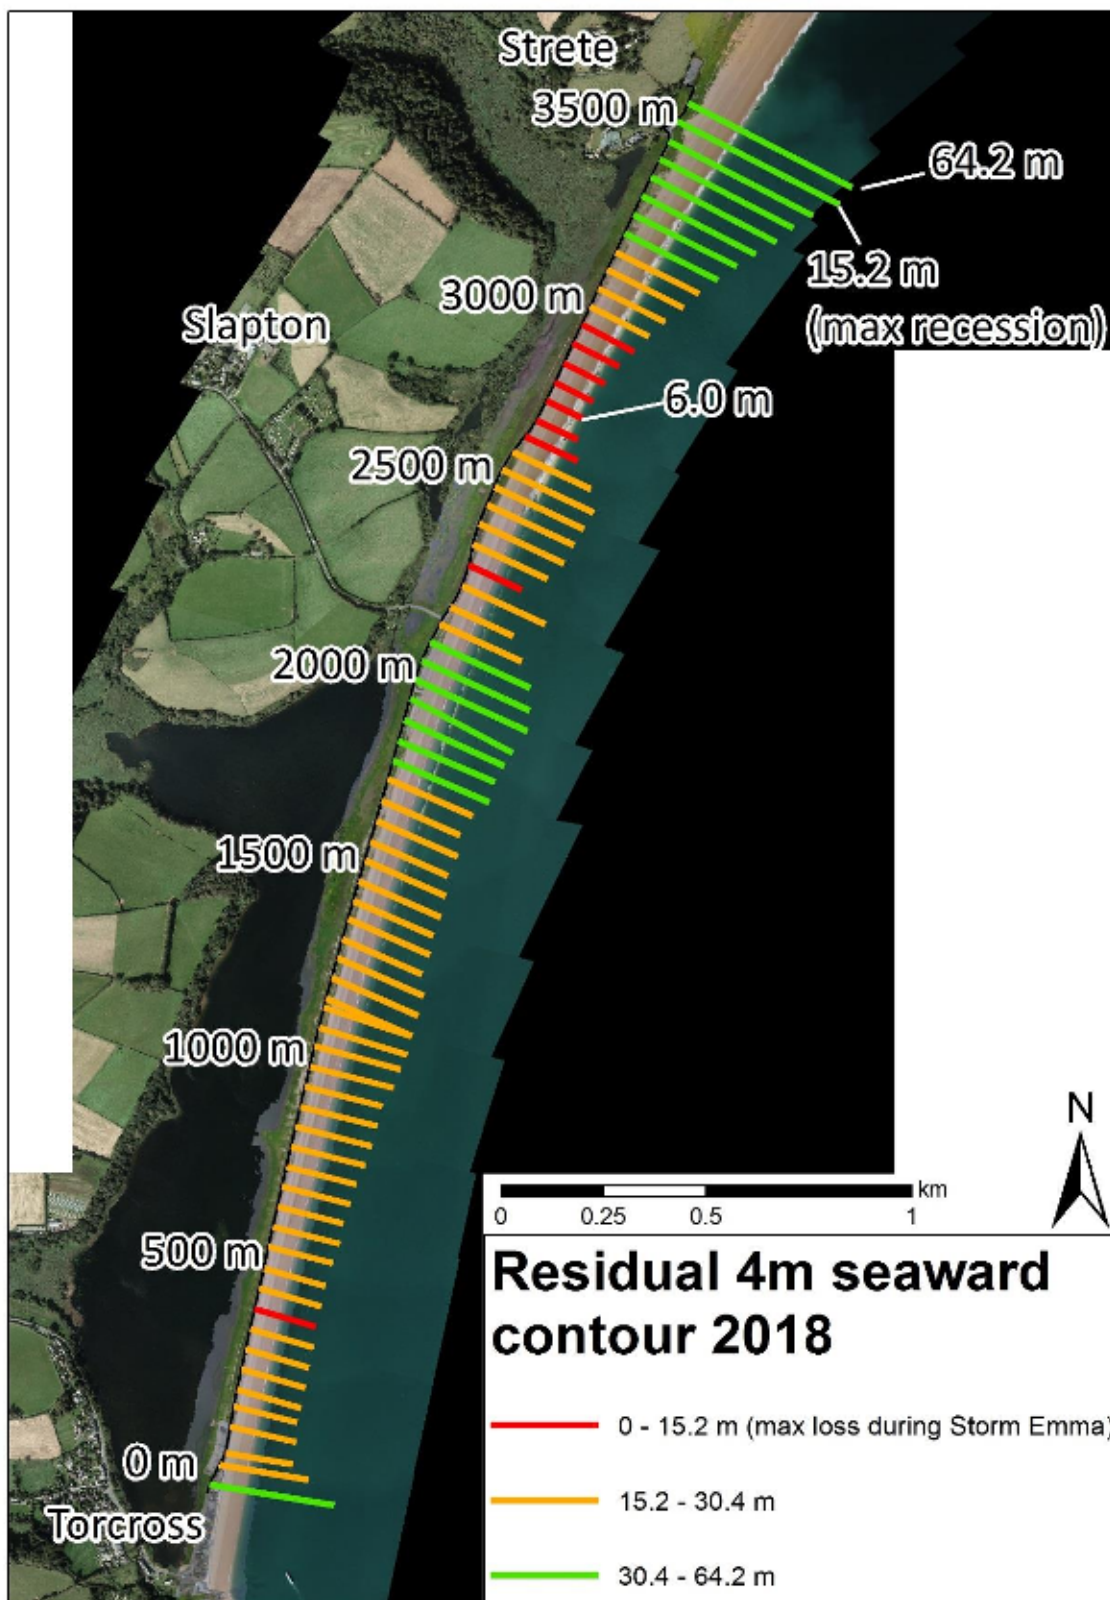 Strete
3500 m
64.2 m
15.2 m
(max recession)
3000 m
Slapton
6.0 m
2500 m
2000 m
1500 m
1000 m
N
km
0 0.25 0.5 1
500 m
Residual 4m seaward
contour 2018
0 - 15.2 m (max loss during Storm Emma)
0 m
15.2 - 30.4 m
Torcross
30.4 - 64.2 m